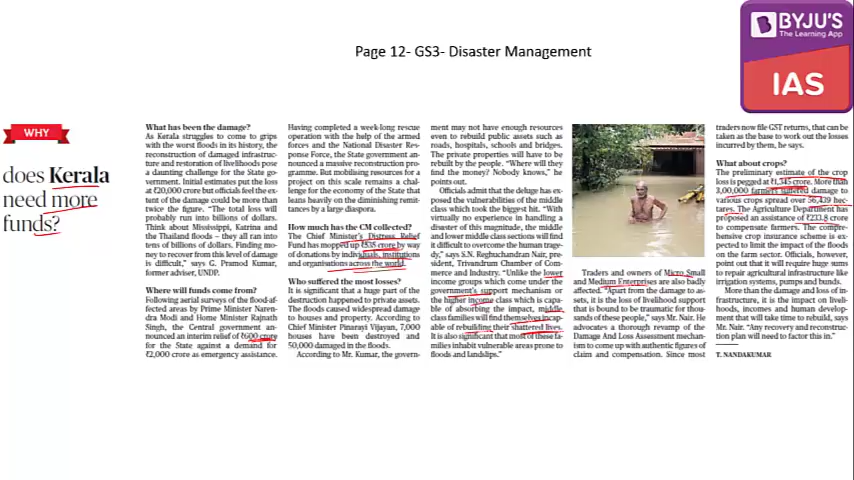 Page 12- GS3- Disaster Management
BYJU'S
The Learning App
IAS
WHY
does Kerala
need more
funds?
What has been the damage?
As Kerala struggles to come to grips
with the worst floods in its history, the
reconstruction of damaged infrastruc-
ture and restoration of livelihoods pose
a daunting challenge for the State go-
vernment. Initial estimates put the loss
at ₹20,000 crore but officials feel the ex-
tent of the damage could be more than
twice the figure. "The total loss will
probably run into billions of dollars.
Think about Mississippi, Katrina and
the Thailand floods – they all ran into
tens of billions of dollars. Finding mo-
ney to recover from this level of damage
is difficult," says G. Pramod Kumar,
former adviser, UNDP.
Where will funds come from?
Following aerial surveys of the flood-af-
fected areas by Prime Minister Naren-
dra Modi and Home Minister Rajnath
Singh, the Central government an-
nounced an interim relief of ₹600 crore
for the State against a demand for
₹2,000 crore as emergency assistance.
Having completed a week-long rescue
operation with the help of the armed
forces and the National Disaster Res-
ponse Force, the State government an-
nounced a massive reconstruction pro-
gramme. But mobilising resources for a
project on this scale remains a chal-
lenge for the economy of the State that
leans heavily on the diminishing remit-
tances by a large diaspora.
How much has the CM collected?
The Chief Minister's Distress Relief
Fund has mopped up ₹535 crore by way
of donations by individuals, institutions
and organisations across the world.
Who suffered the most losses?
It is significant that a huge part of the
destruction happened to private assets.
The floods caused widespread damage
to houses and property. According to
Chief Minister Pinarayi Vijayan, 7,000
houses have been destroyed and
50,000 damaged in the floods.
According to Mr. Kumar, the govern-
ment may not have enough resources
even to rebuild public assets such as
roads, hospitals, schools and bridges.
The private properties will have to be
rebuilt by the people. "Where will they
find the money? Nobody knows," he
points out.
Officials admit that the deluge has ex-
posed the vulnerabilities of the middle
class which took the biggest hit. "With
virtually no experience in handling a
disaster of this magnitude, the middle
and lower middle class sections will find
it difficult to overcome the human trage-
dy," says S.N. Reghuchandran Nair, pre-
sident, Trivandrum Chamber of Com-
merce and Industry. "Unlike the lower
income groups which come under the
government's support mechanism or
the higher income class which is capa-
ble of absorbing the impact, middle
class families will find themselves incap-
able of rebuilding their shattered lives.
It is also significant that most of these fa-
milies inhabit vulnerable areas prone to
floods and landslips."
Traders and owners of Micro Small
and Medium Enterprises are also badly
affected. "Apart from the damage to as-
sets, it is the loss of livelihood support
that is bound to be traumatic for thou-
sands of these people," says Mr. Nair. He
advocates a thorough revamp of the
Damage And Loss Assessment mechan-
ism to come up with authentic figures of
claim and compensation. Since most
traders now file GST returns, that can be
taken as the base to work out the losses
incurred by them, he says.
What about crops?
The preliminary estimate of the crop
loss is pegged at ₹1,345 crore. More than
3,00,000 farmers suffered damage to
various crops spread over 56,439 hec-
tares. The Agriculture Department has
proposed an assistance of ₹233.8 crore
to compensate farmers. The compre-
hensive crop insurance scheme is ex-
pected to limit the impact of the floods
on the farm sector. Officials, however,
point out that it will require huge sums
to repair agricultural infrastructure like
irrigation systems, pumps and bunds.
More than the damage and loss of in-
frastructure, it is the impact on liveli-
hoods, incomes and human develop-
ment that will take time to rebuild, says
Mr. Nair. "Any recovery and reconstruc-
tion plan will need to factor this in."
T. NANDAKUMAR